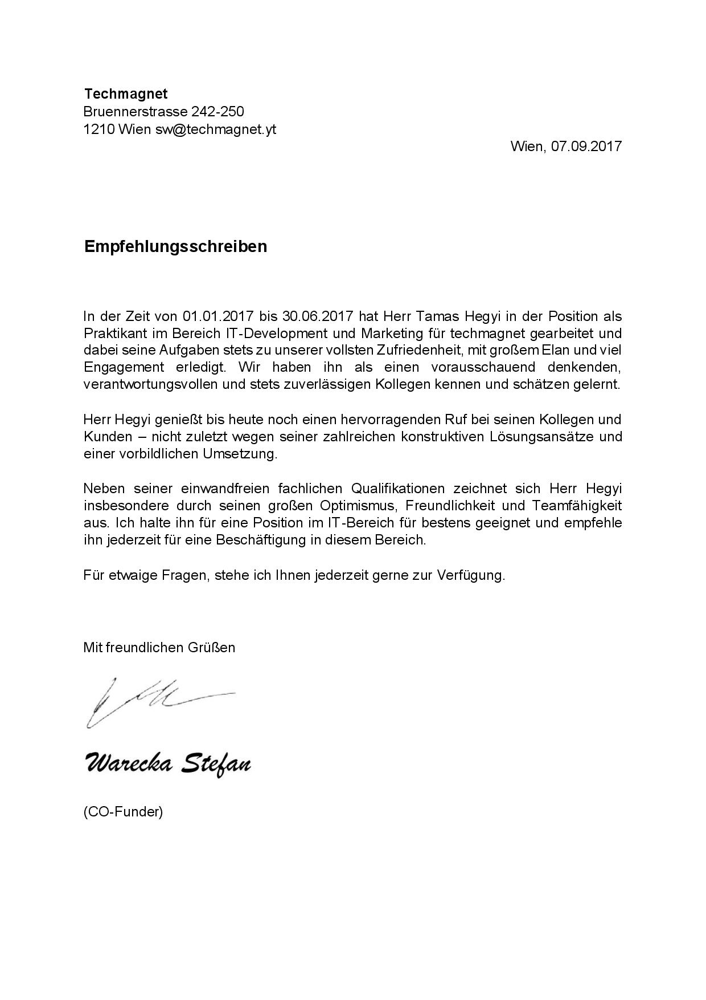 Techmagnet
Bruennerstrasse 242-250
1210 Wien sw@techmagnet.yt
Wien, 07.09.2017
Empfehlungsschreiben
In der Zeit von 01.01.2017 bis 30.06.2017 hat Herr Tamas Hegyi in der Position als
Praktikant im Bereich IT-Development und Marketing für techmagnet gearbeitet und
dabei seine Aufgaben stets zu unserer vollsten Zufriedenheit, mit großem Elan und viel
Engagement erledigt. Wir haben ihn als einen vorausschauend denkenden,
verantwortungsvollen und stets zuverlässigen Kollegen kennen und schätzen gelernt.
Herr Hegyi genießt bis heute noch einen hervorragenden Ruf bei seinen Kollegen und
Kunden – nicht zuletzt wegen seiner zahlreichen konstruktiven Lösungsansätze und
einer vorbildlichen Umsetzung.
Neben seiner einwandfreien fachlichen Qualifikationen zeichnet sich Herr Hegyi
insbesondere durch seinen großen Optimismus, Freundlichkeit und Teamfähigkeit
aus. Ich halte ihn für eine Position im IT-Bereich für bestens geeignet und empfehle
ihn jederzeit für eine Beschäftigung in diesem Bereich.
Für etwaige Fragen, stehe ich Ihnen jederzeit gerne zur Verfügung.
Mit freundlichen Grüßen
Warecka Stefan
(CO-Funder)